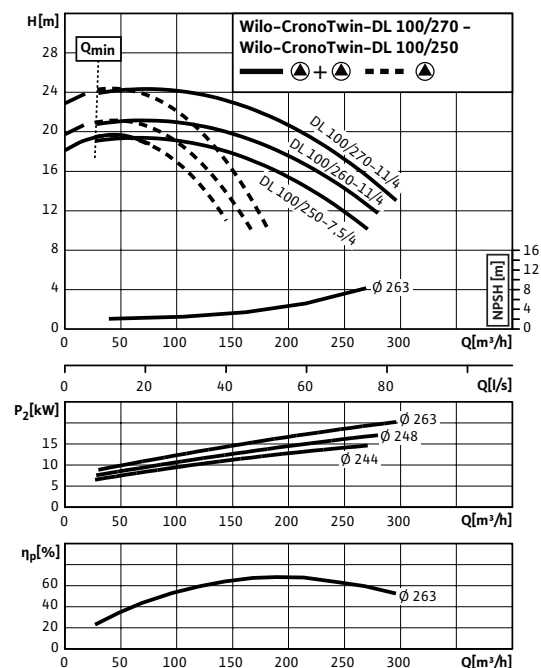 H[m]
Wilo-CronoTwin-DL 100/270 -
Wilo-CronoTwin-DL 100/250
+
Qmin
28
24
20
16
12
8
4
0
DL 100/270-11/4
DL 100/260-11/4
DL 100/250-7,5/4
Ø 263
NPSH [m]
16
12
8
4
0
0 50 100 150 200 250 300 Q[m³/h]
0 20 40 60 80 Q[l/s]
P₂[kW]
15
10
5
0
Ø 263
Ø 248
Ø 244
0 50 100 150 200 250 300 Q[m³/h]
ηp[%]
60
40
20
0
Ø 263
0 50 100 150 200 250 300 Q[m³/h]